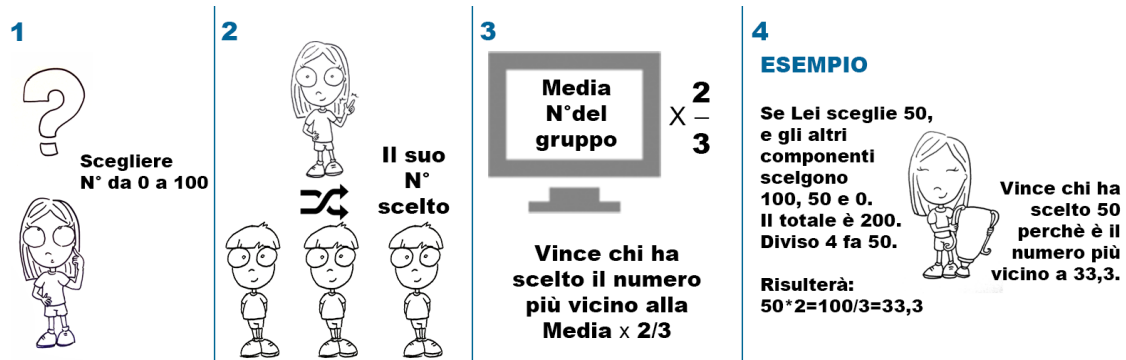 1
?
Scegliere
N° da 0 a 100
2
Il suo
N°
scelto
3
Media
N°del
gruppo
X 2/3
Vince chi ha
scelto il numero
più vicino alla
Media x 2/3
4
ESEMPIO
Se Lei sceglie 50,
e gli altri
componenti
scelgono
100, 50 e 0.
Il totale è 200.
Diviso 4 fa 50.
Risulterà:
50*2=100/3=33,3
Vince chi ha
scelto 50
perchè è il
numero più
vicino a 33,3.